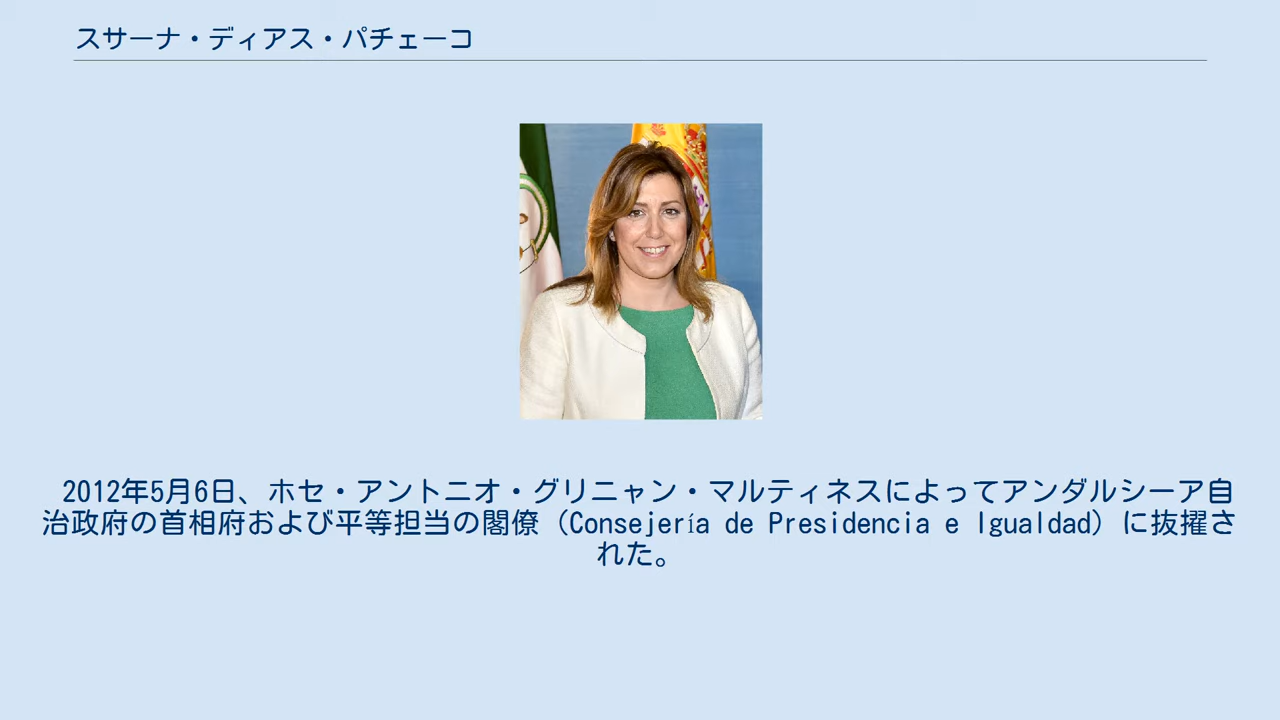 スサーナ・ディアス・パチェーコ
2012年5月6日、ホセ・アントニオ・グリニャン・マルティネスによってアンダルシーア自
治政府の首相府および平等担当の閣僚（Consejería de Presidencia e Igualdad）に抜擢さ
れた。